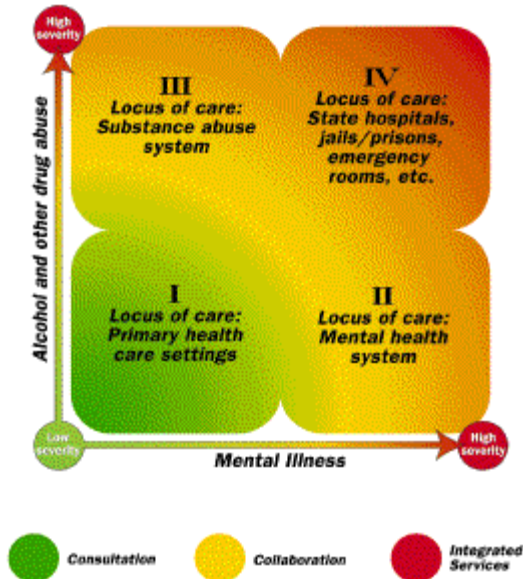 High
severity
III
Locus of care:
Substance abuse
system
IV
Locus of care:
State hospitals,
jails/prisons,
emergency
rooms, etc.
Alcohol and other drug abuse
I
Locus of care:
Primary health
care settings
II
Locus of care:
Mental health
system
Low
severity
Mental Illness
High
severity
Consultation
Collaboration
Integrated
Services